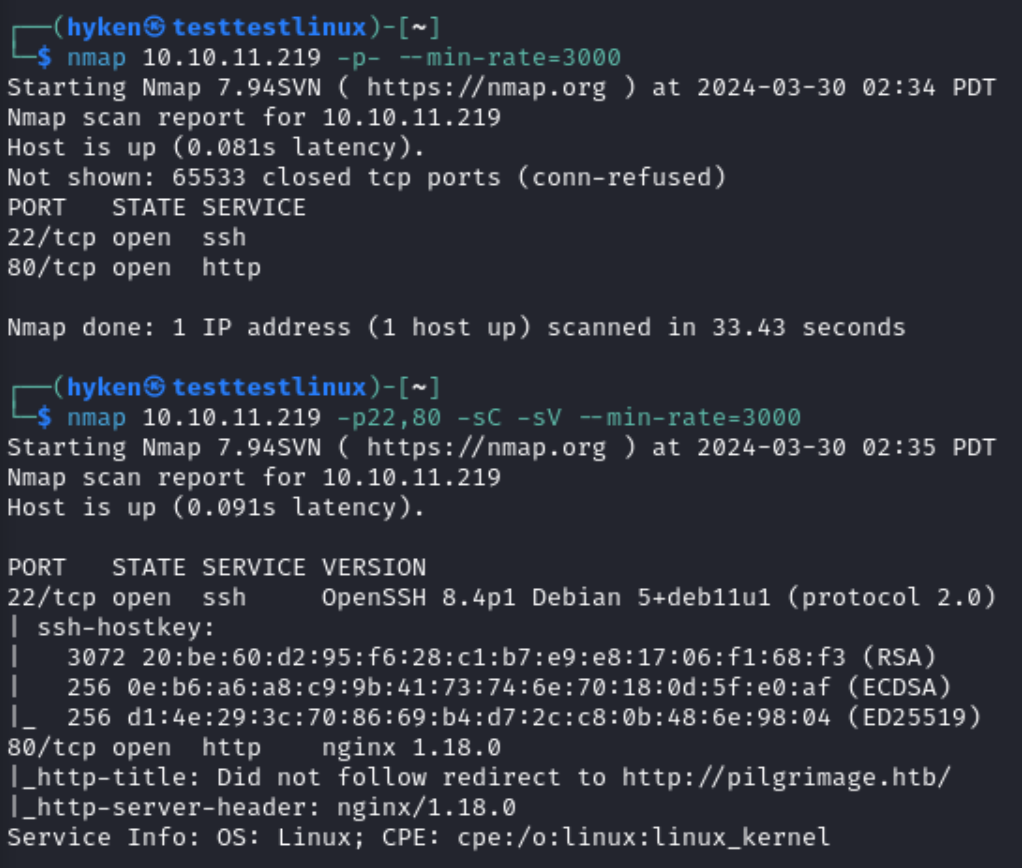 ┌──(hyken㉿testtestlinux)-[~]
└─$ nmap 10.10.11.219 -p- --min-rate=3000
Starting Nmap 7.94SVN ( https://nmap.org ) at 2024-03-30 02:34 PDT
Nmap scan report for 10.10.11.219
Host is up (0.081s latency).
Not shown: 65533 closed tcp ports (conn-refused)
PORT   STATE SERVICE
22/tcp open  ssh
80/tcp open  http

Nmap done: 1 IP address (1 host up) scanned in 33.43 seconds

┌──(hyken㉿testtestlinux)-[~]
└─$ nmap 10.10.11.219 -p22,80 -sC -sV --min-rate=3000
Starting Nmap 7.94SVN ( https://nmap.org ) at 2024-03-30 02:35 PDT
Nmap scan report for 10.10.11.219
Host is up (0.091s latency).

PORT   STATE SERVICE VERSION
22/tcp open  ssh     OpenSSH 8.4p1 Debian 5+deb11u1 (protocol 2.0)
| ssh-hostkey:
|   3072 20:be:60:d2:95:f6:28:c1:b7:e9:e8:17:06:f1:68:f3 (RSA)
|   256 0e:b6:a6:a8:c9:9b:41:73:74:6e:70:18:0d:5f:e0:af (ECDSA)
|_  256 d1:4e:29:3c:70:86:69:b4:d7:2c:c8:0b:48:6e:98:04 (ED25519)
80/tcp open  http    nginx 1.18.0
|_http-title: Did not follow redirect to http://pilgrimage.htb/
|_http-server-header: nginx/1.18.0
Service Info: OS: Linux; CPE: cpe:/o:linux:linux_kernel